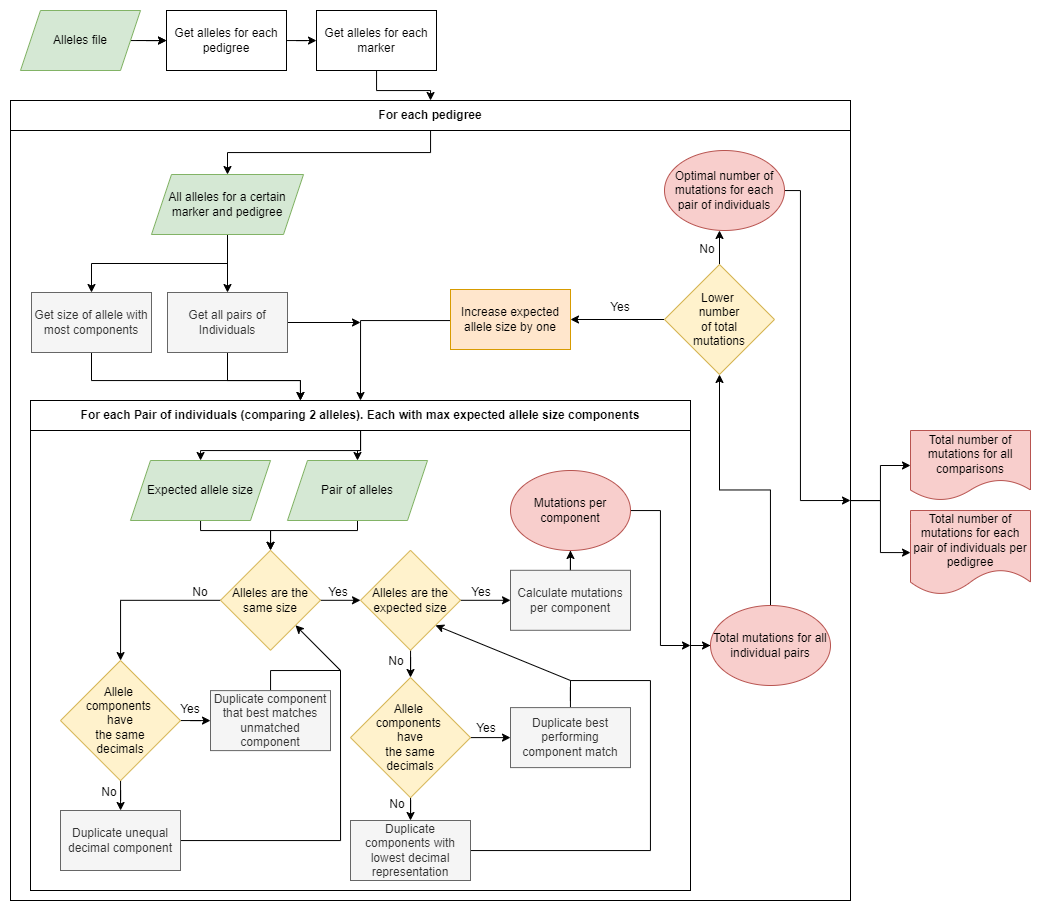 Alleles file
Get alleles for each
pedigree
Get alleles for each
marker
For each pedigree
All alleles for a certain
marker and pedigree
Optimal number of
mutations for each
pair of individuals
No
Get size of allele with
most components
Get all pairs of
Individuals
Increase expected
allele size by one
Yes
Lower
number
of total
mutations
For each Pair of individuals (comparing 2 alleles). Each with max expected allele size components
Expected allele size
Pair of alleles
Mutations per
component
Total number of
mutations for all
comparisons
Total number of
mutations for each
pair of individuals per
pedigree
No
Alleles are the
same size
Yes
Alleles are the
expected size
Yes
Calculate mutations
per component
Total mutations for all
individual pairs
No
Allele
components
have
the same
decimals
Yes
Duplicate component
that best matches
unmatched
component
Allele
components
have
the same
decimals
Yes
Duplicate best
performing
component match
No
Duplicate unequal
decimal component
No
Duplicate
components with
lowest decimal
representation